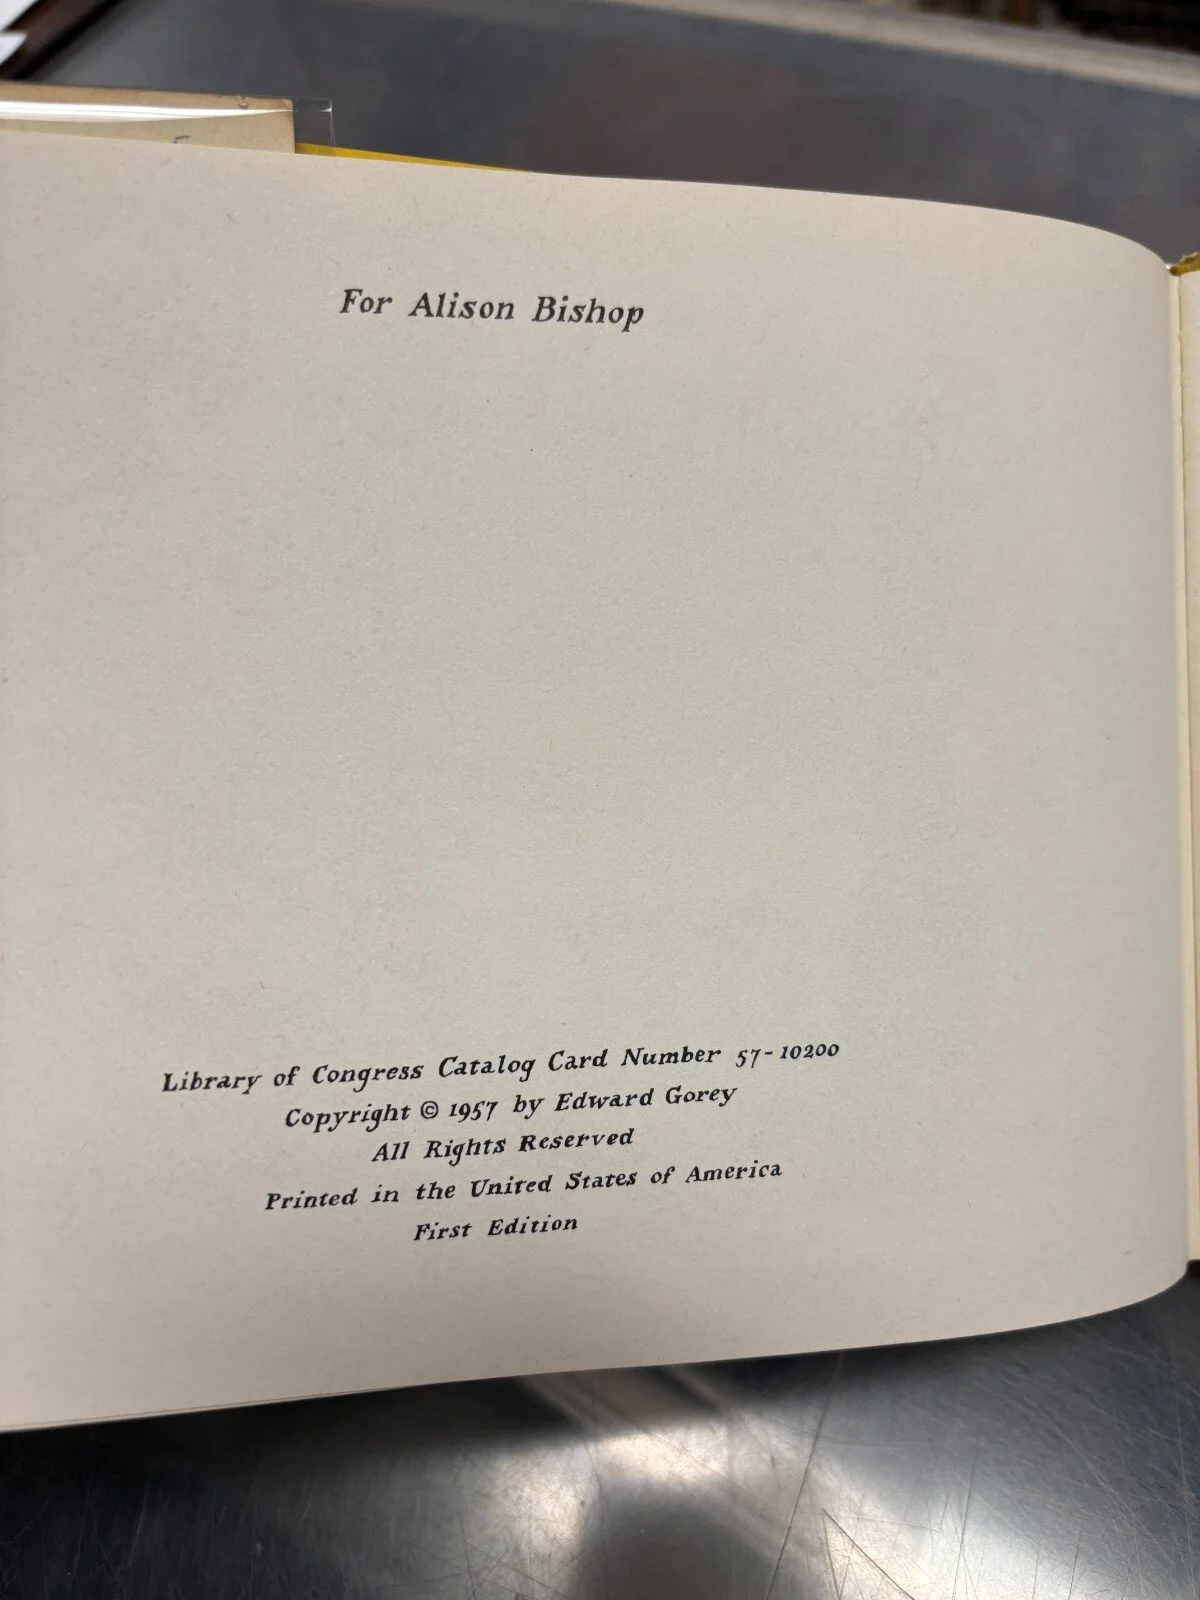 For Alison Bishop
Library of Congress Catalog Card Number 57-10200
Copyright © 1957 by Edward Gorey
All Rights Reserved
Printed in the United States of America
First Edition